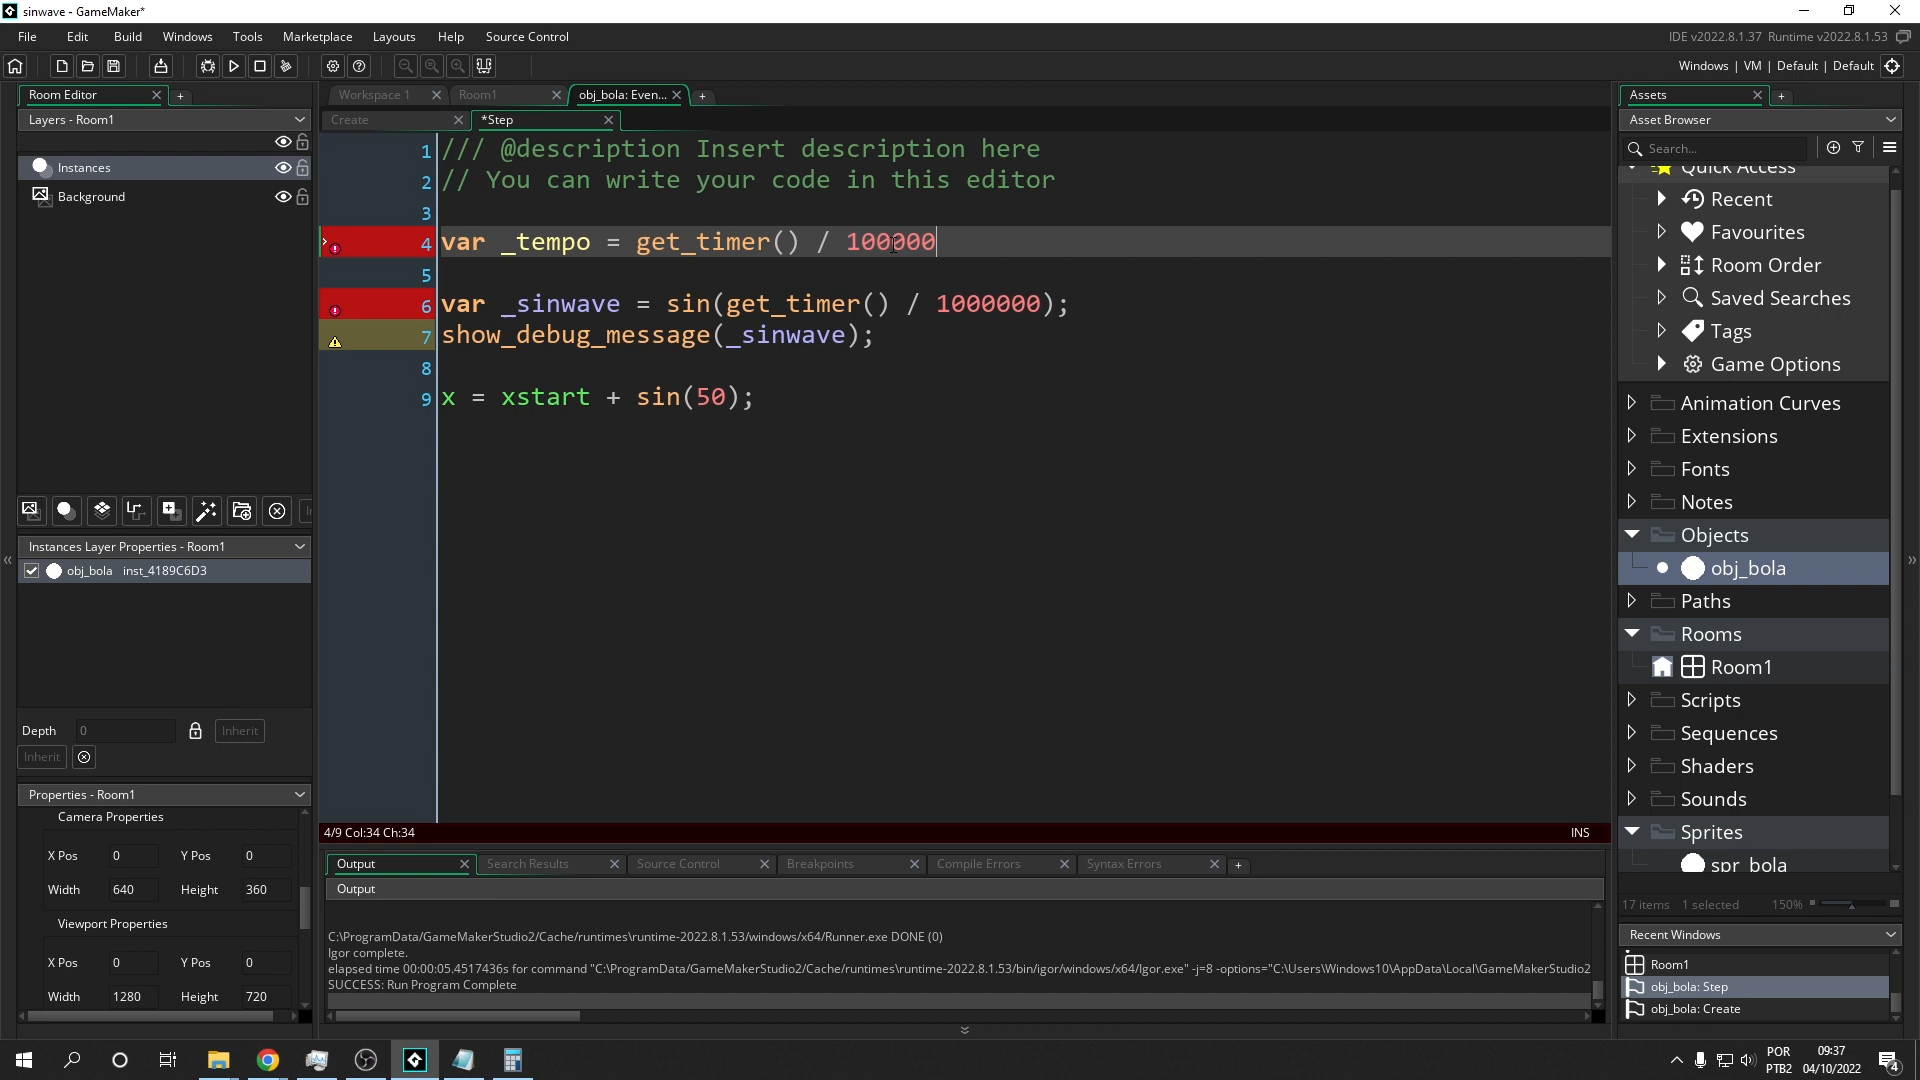 sinwave - GameMaker*
File Edit Build Windows Tools Marketplace Layouts Help Source Control
IDE v2022.8.1.37 Runtime v2022.8.1.53
Windows | VM | Default | Default
Room Editor
Layers - Room1
Instances
Background
Instances Layer Properties - Room1
obj_bola inst_4189C6D3
Depth 0 Inherit
Inherit
Properties - Room1
Camera Properties
X Pos 0 Y Pos 0
Width 640 Height 360
Viewport Properties
X Pos 0 Y Pos 0
Width 1280 Height 720
Workspace 1 Room1 obj_bola: Even...
Create *Step
1 /// @description Insert description here
2 // You can write your code in this editor
3
4 var _tempo = get_timer() / 100000
5
6 var _sinwave = sin(get_timer() / 1000000);
7 show_debug_message(_sinwave);
8
9 x = xstart + sin(50);
4/9 Col:34 Ch:34 INS
Output Search Results Source Control Breakpoints Compile Errors Syntax Errors
Output
C:\ProgramData/GameMakerStudio2/Cache/runtimes\runtime-2022.8.1.53/windows/x64/Runner.exe DONE (0)
Igor complete.
elapsed time 00:00:05.4517436s for command "C:\ProgramData/GameMakerStudio2/Cache/runtimes\runtime-2022.8.1.53/bin/igor/windows/x64/Igor.exe" -j=8 -options="C:\Users\Windows10\AppData\Local\GameMakerStudio2
SUCCESS: Run Program Complete
Assets
Asset Browser
Search...
Quick Access
Recent
Favourites
Room Order
Saved Searches
Tags
Game Options
Animation Curves
Extensions
Fonts
Notes
Objects
obj_bola
Paths
Rooms
Room1
Scripts
Sequences
Shaders
Sounds
Sprites
spr_bola
17 items 1 selected 150%
Recent Windows
Room1
obj_bola: Step
obj_bola: Create
POR 09:37
PTB2 04/10/2022
4